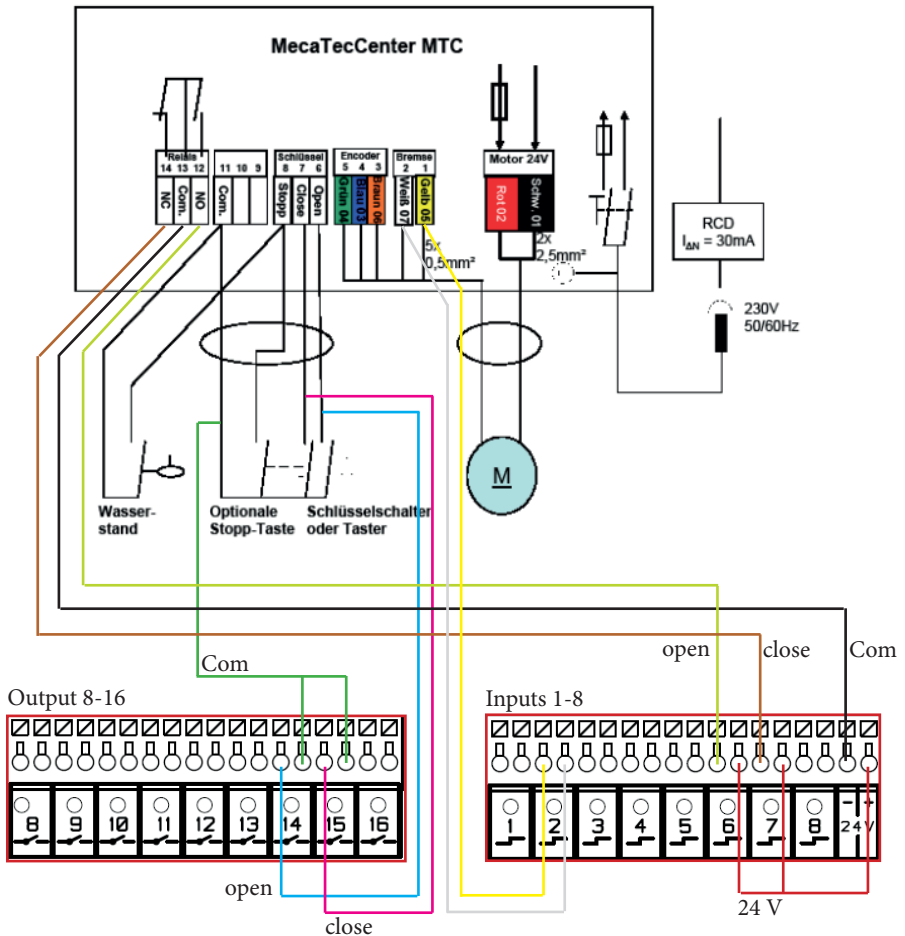 MecaTecCenter MTC
Relais
14 13 12
NC
Com.
NO
11 10 9
Com.
Schlüssel
8 7 6
Stopp
Close
Open
Encoder
5 4 3
Grün 04
Blau 03
Braun 06
Bremse
2 1
Weiß 07
Gelb 05
Motor 24V
Rot 02
Schw. 01
5x
0,5mm²
2x
2,5mm²
RCD
IΔN = 30mA
230V
50/60Hz
M
Wasser-
stand
Optionale
Stopp-Taste
Schlüsselschalter
oder Taster
Com
open
close
Com
Output 8-16
Inputs 1-8
8 9 10 11 12 13 14 15 16
1 2 3 4 5 6 7 8 - +
24V
open
close
24 V